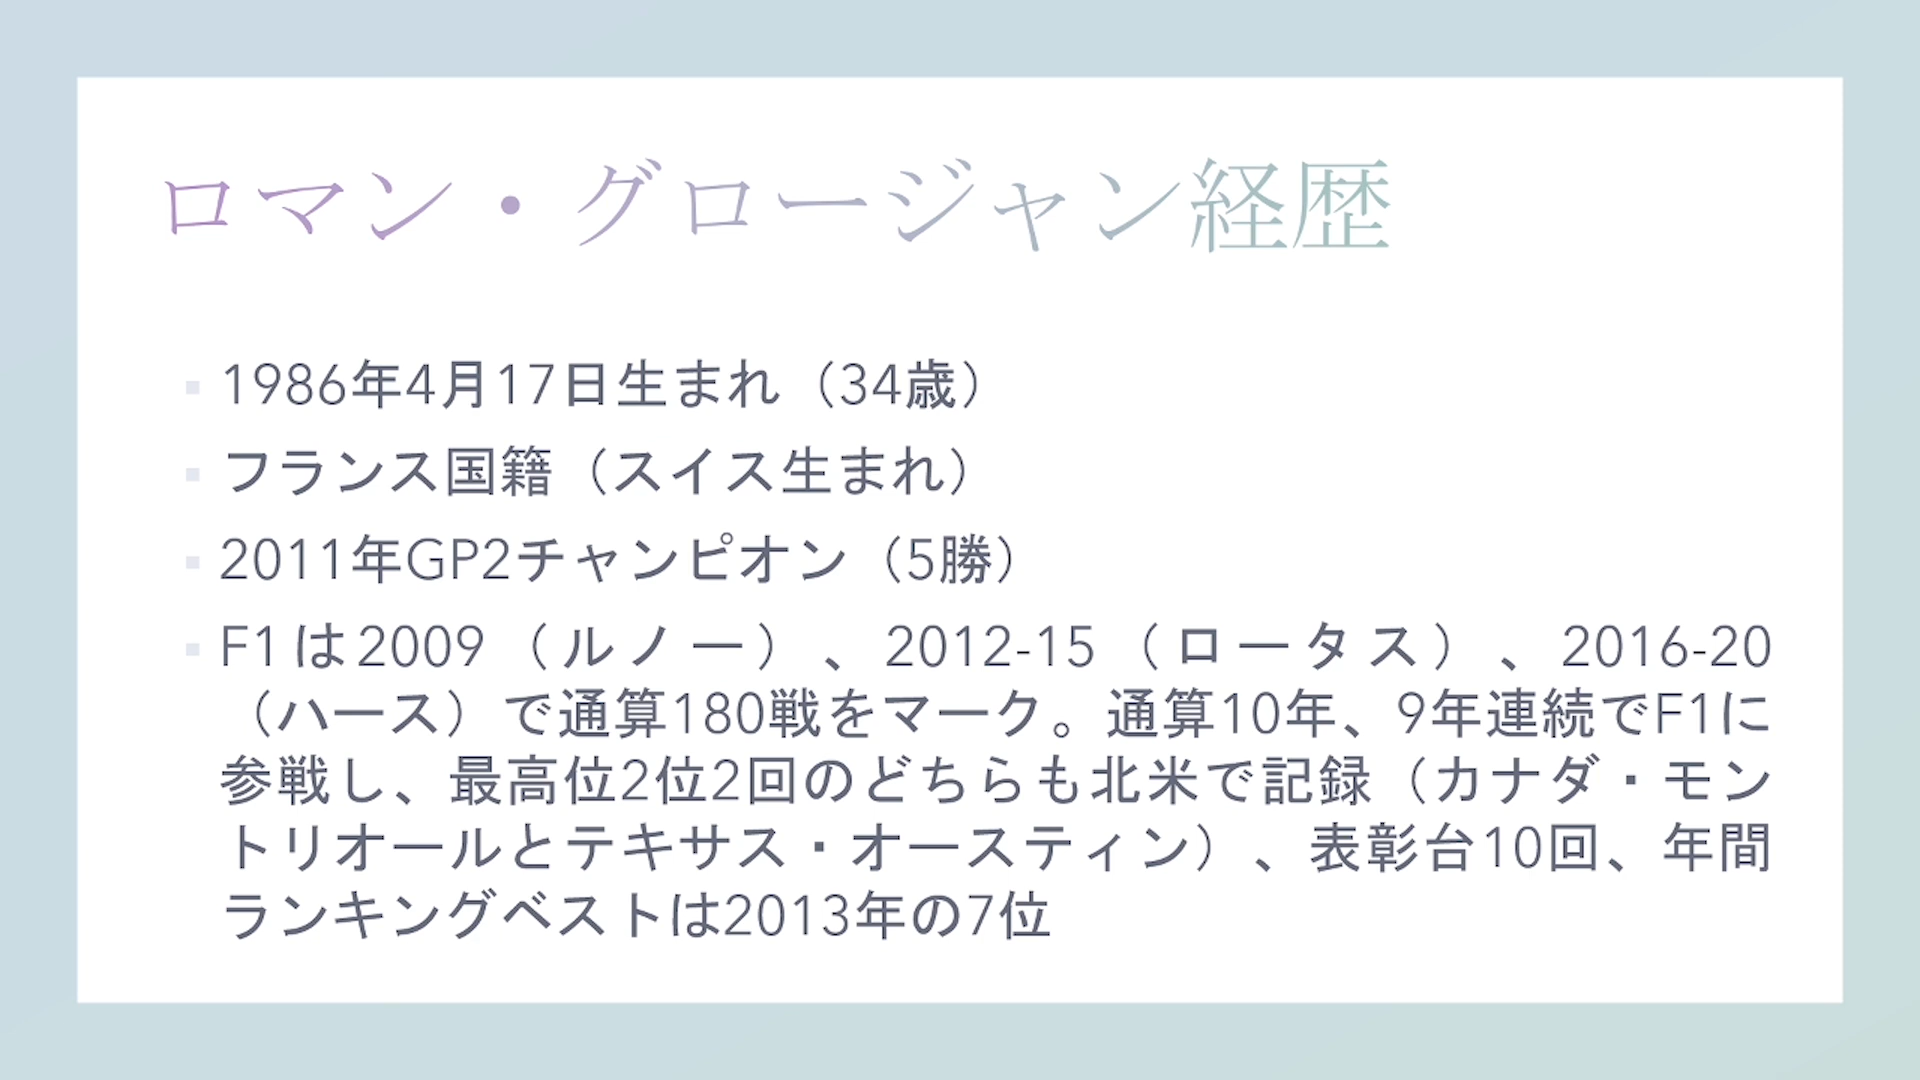 ロマン・グロージャン経歴
1986年4月17日生まれ（34歳）
フランス国籍（スイス生まれ）
2011年GP2チャンピオン（5勝）
F1は2009（ルノー）、2012-15（ロータス）、2016-20
（ハース）で通算180戦をマーク。通算10年、9年連続でF1に
参戦し、最高位2位2回のどちらも北米で記録（カナダ・モン
トリオールとテキサス・オースティン）、表彰台10回、年間
ランキングベストは2013年の7位